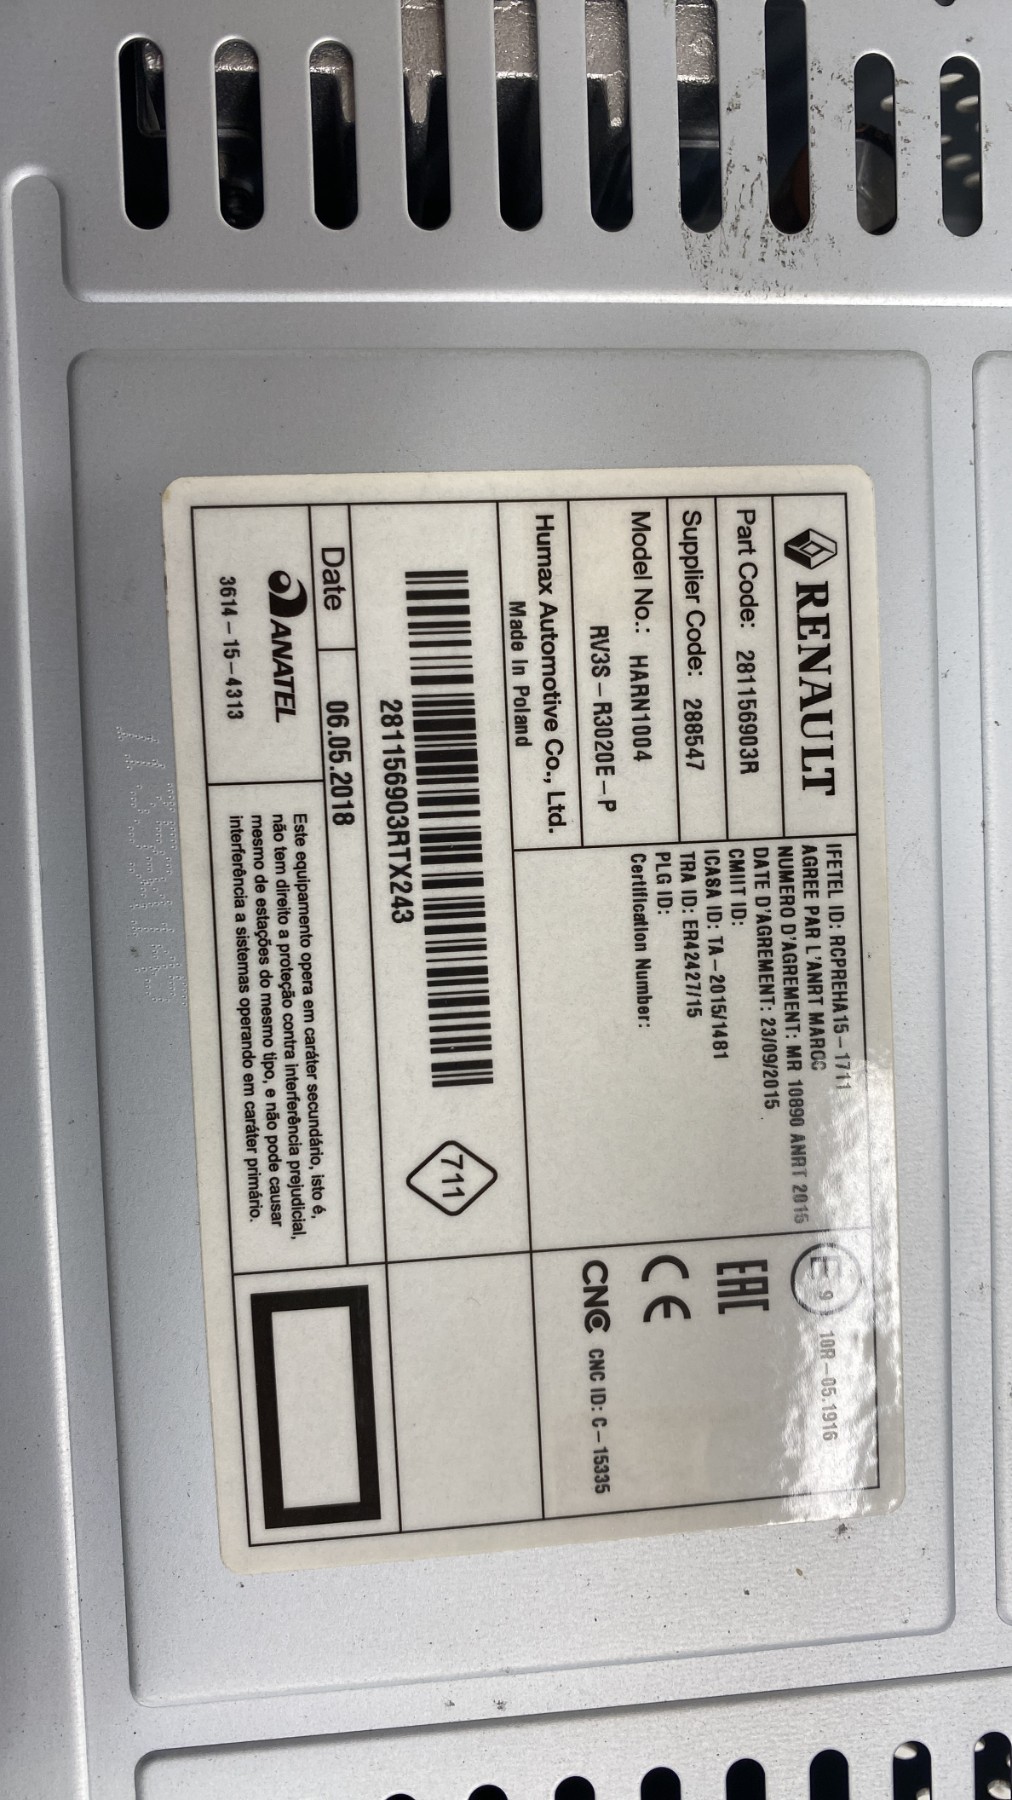 RENAULT
Part Code: 281156903R
Supplier Code: 288547
Model No.: HARN1004
RV3S-R3020E-P
Humax Automotive Co., Ltd.
Made In Poland
IFETEL ID: RCPREHA15-1711
AGREE PAR L'ANRT MAROC
NUMERO D'AGREMENT: MR 10890 ANRT 2015
DATE D'AGREMENT: 23/09/2015
CMIIT ID:
ICASA ID: TA-2015/1481
TRA ID: ER42427/15
PLG ID:
Certification Number:
E 9 10R-05.1916
EAC
CE
CNC CNC ID: C-15335
281156903RTX243
711
Date 06.05.2018
ANATEL
3614-15-4313
Este equipamento opera em caráter secundário, isto é,
não tem direito a proteção contra interferência prejudicial,
mesmo de estações do mesmo tipo, e não pode causar
interferência a sistemas operando em caráter primário.